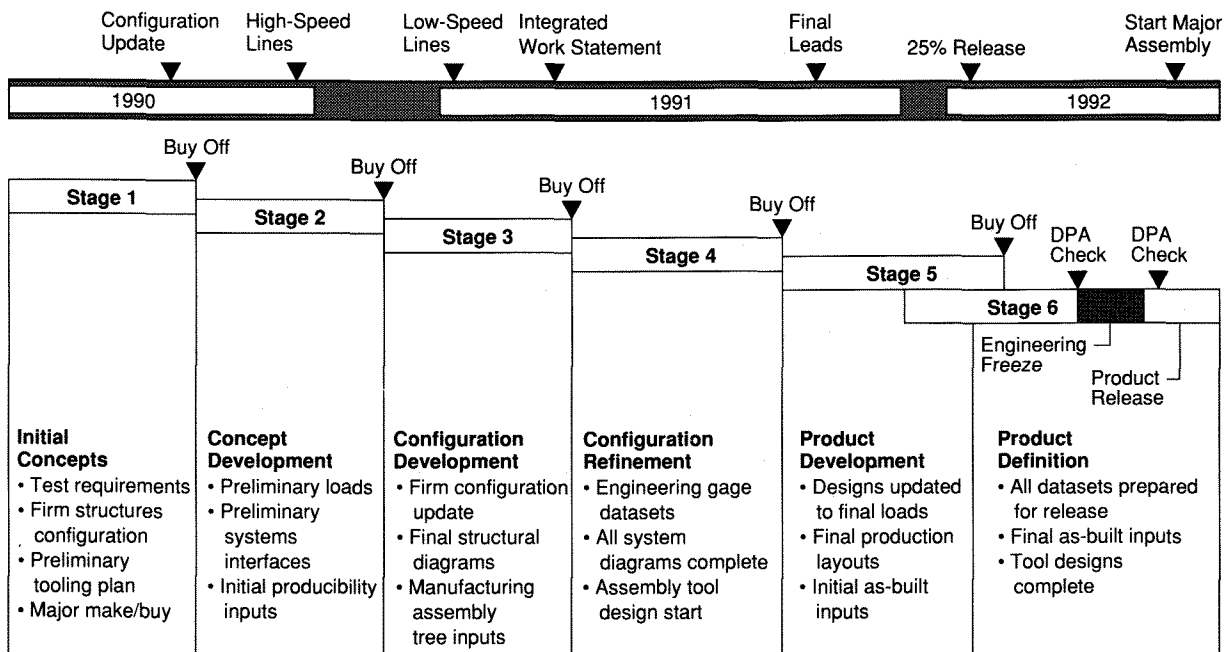 Configuration
Update
High-Speed
Lines
Low-Speed
Lines
Integrated
Work Statement
Final
Leads
25% Release
Start Major
Assembly
1990
1991
1992
Buy Off
Buy Off
Buy Off
Buy Off
Buy Off
DPA
Check
DPA
Check
Stage 1
Stage 2
Stage 3
Stage 4
Stage 5
Stage 6
Engineering
Freeze
Product
Release
Initial
Concepts
• Test requirements
• Firm structures
configuration
• Preliminary
tooling plan
• Major make/buy
Concept
Development
• Preliminary loads
• Preliminary
systems
interfaces
• Initial producibility
inputs
Configuration
Development
• Firm configuration
update
• Final structural
diagrams
• Manufacturing
assembly
tree inputs
Configuration
Refinement
• Engineering gage
datasets
• All system
diagrams complete
• Assembly tool
design start
Product
Development
• Designs updated
to final loads
• Final production
layouts
• Initial as-built
inputs
Product
Definition
• All datasets prepared
for release
• Final as-built inputs
• Tool designs
complete